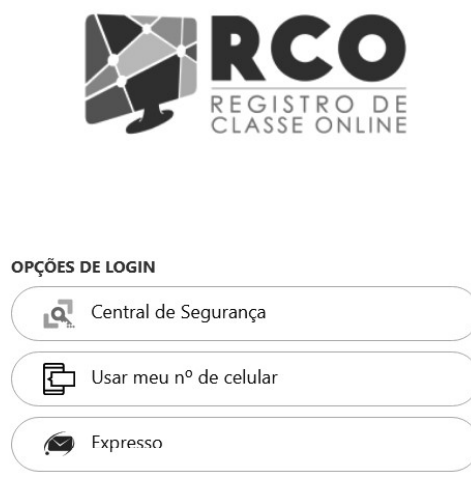 RCO
REGISTRO DE
CLASSE ONLINE
OPÇÕES DE LOGIN
Central de Segurança
Usar meu nº de celular
Expresso